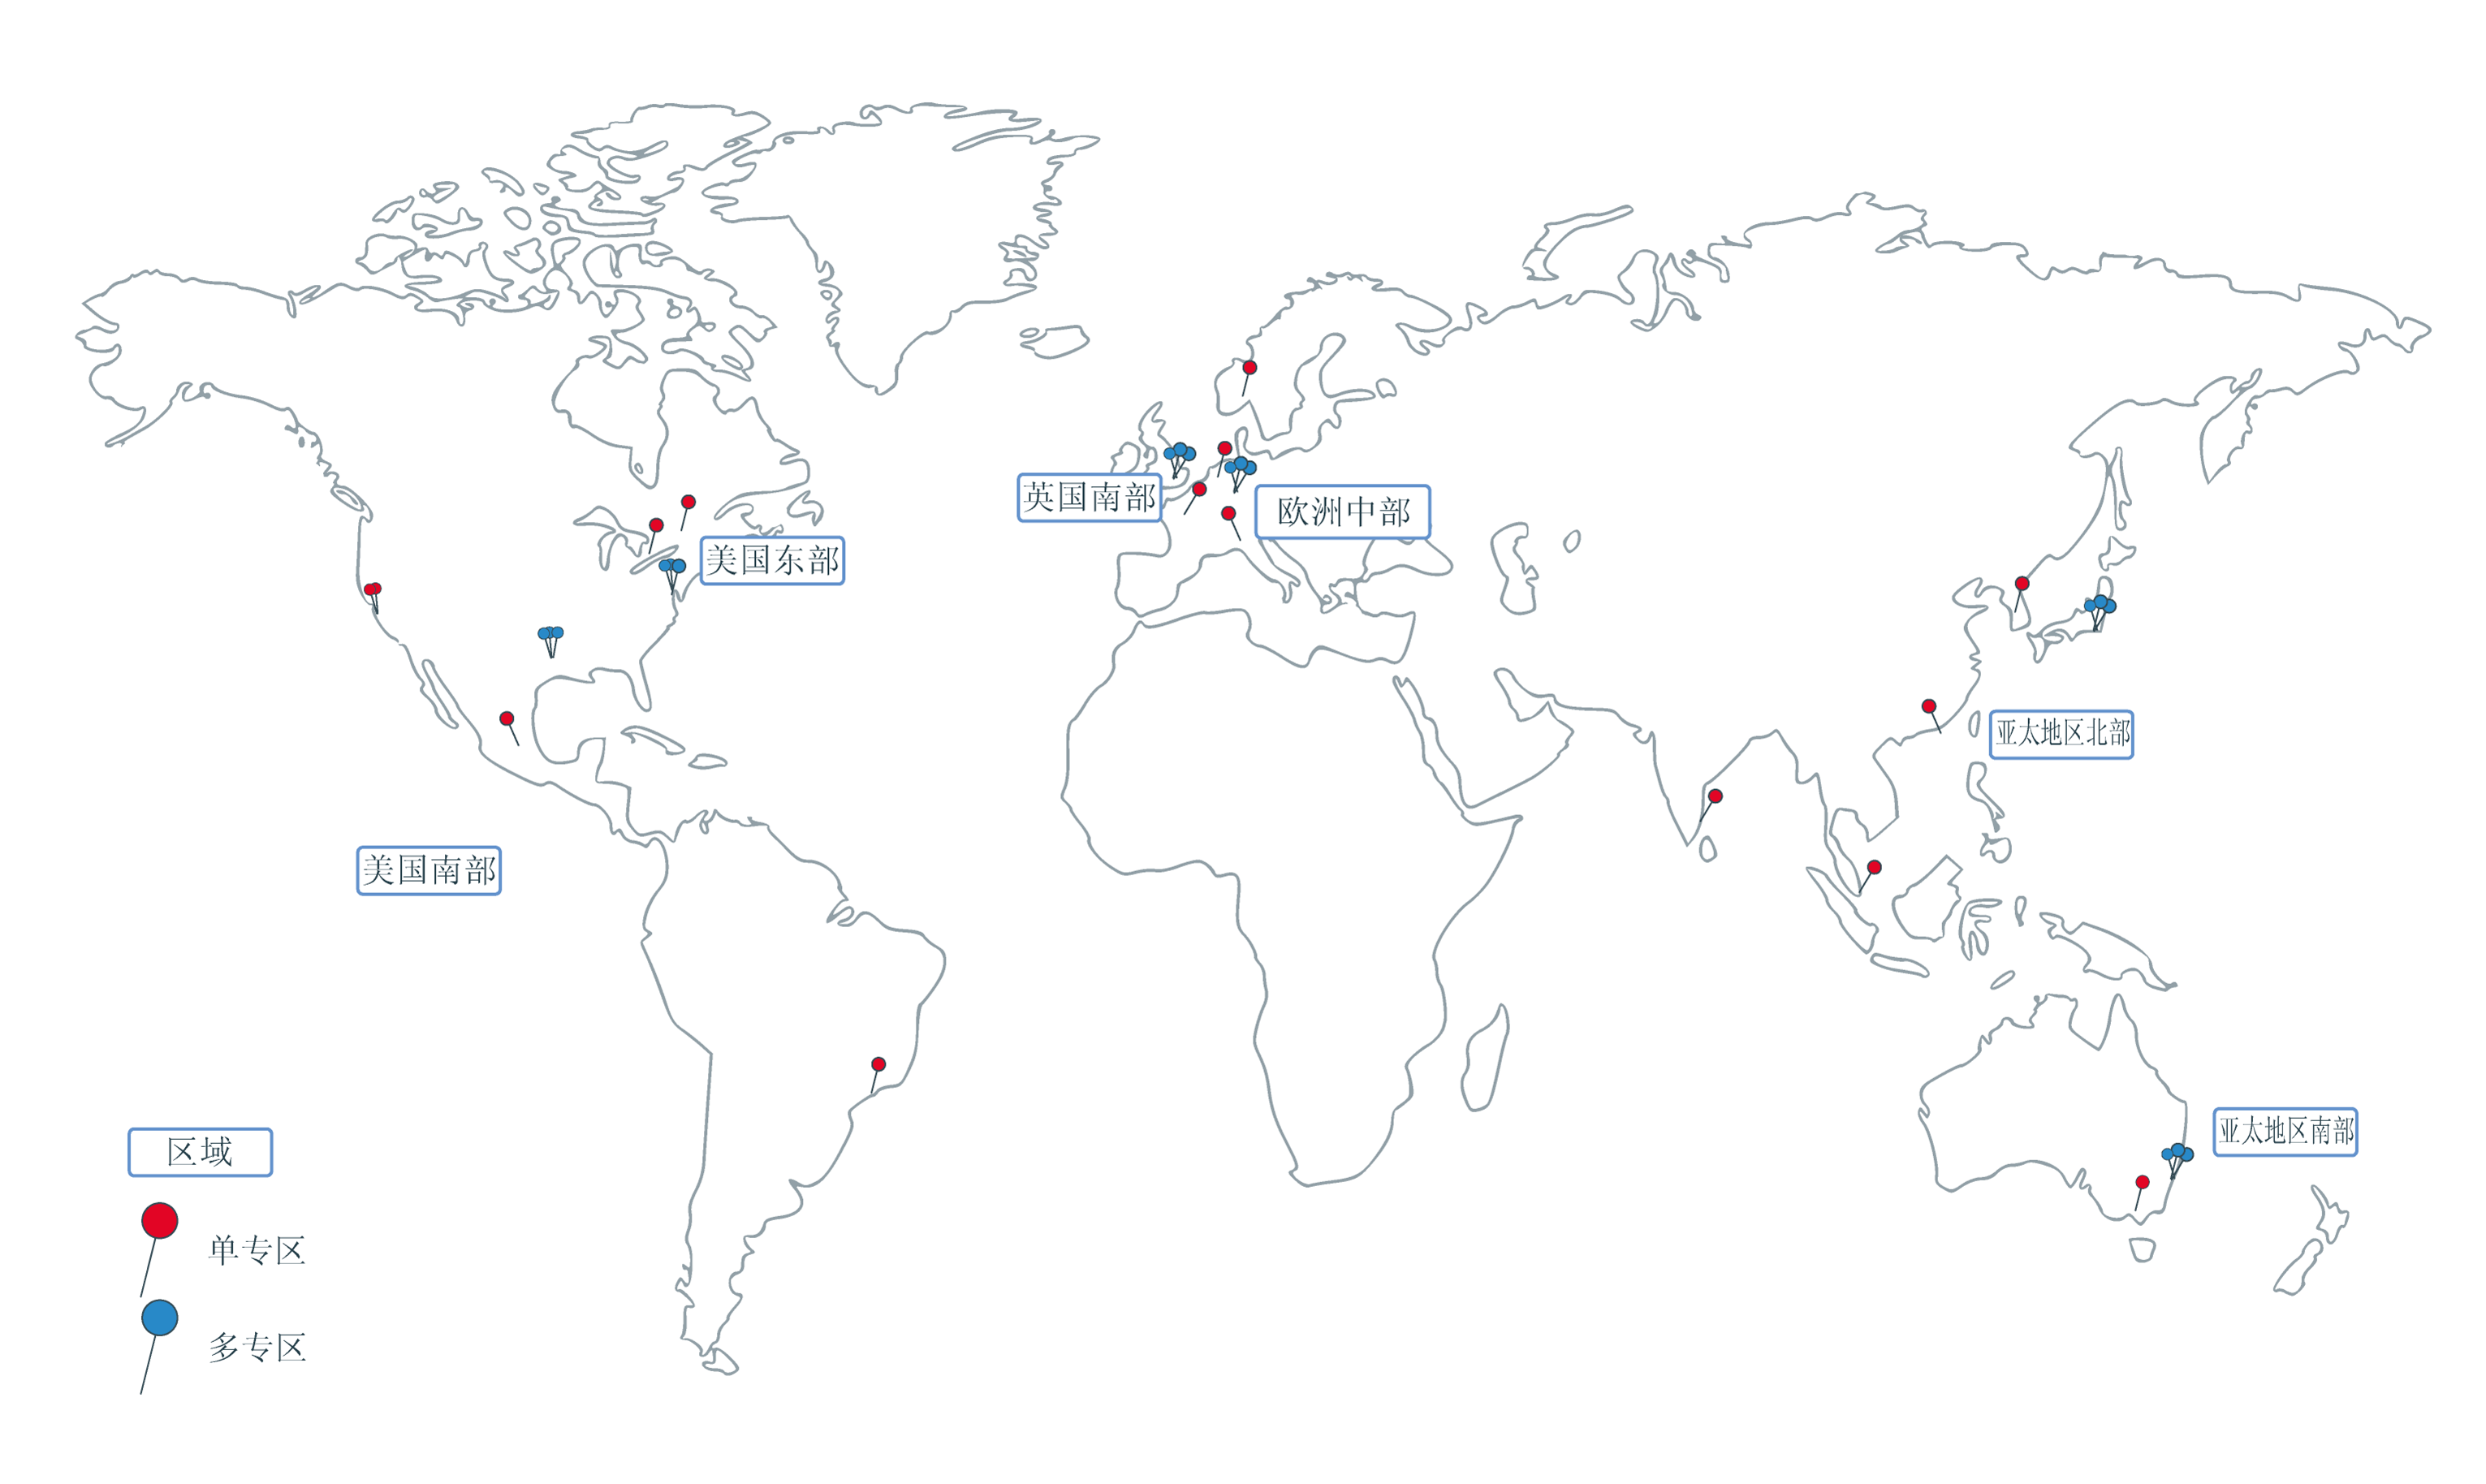 英国南部
欧洲中部
美国东部
亚太地区北部
美国南部
亚太地区南部
区域
单专区
多专区